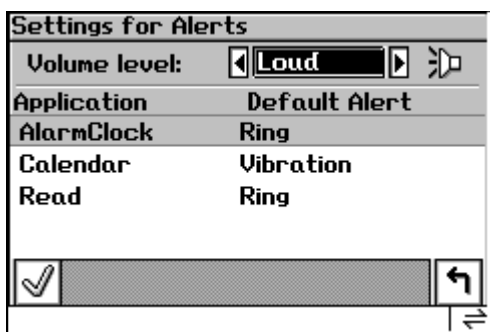 Settings for Alerts
Volume level: Loud
Application Default Alert
AlarmClock Ring
Calendar Vibration
Read Ring